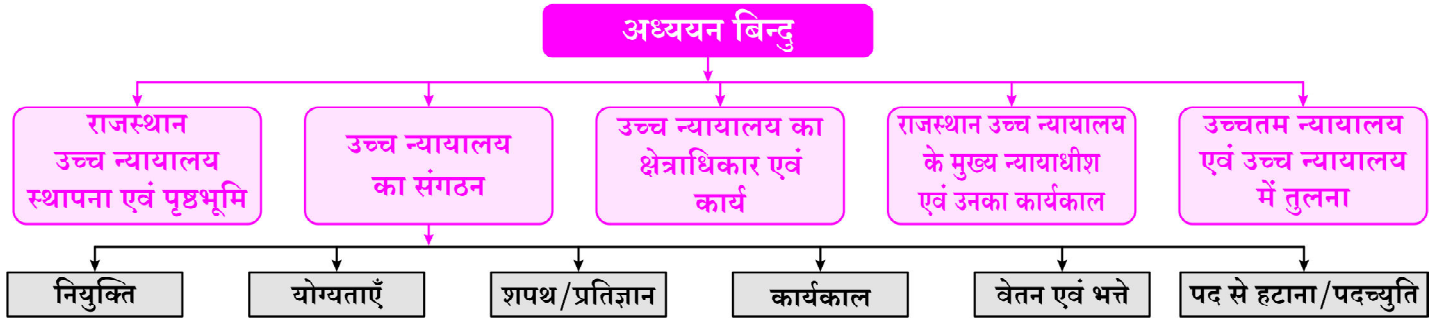 अध्ययन बिन्दु
राजस्थान
उच्च न्यायालय
स्थापना एवं पृष्ठभूमि
उच्च न्यायालय
का संगठन
उच्च न्यायालय का
क्षेत्राधिकार एवं
कार्य
राजस्थान उच्च न्यायालय
के मुख्य न्यायाधीश
एवं उनका कार्यकाल
उच्चतम न्यायालय
एवं उच्च न्यायालय
में तुलना
नियुक्ति
योग्यताएँ
शपथ/प्रतिज्ञान
कार्यकाल
वेतन एवं भत्ते
पद से हटाना/पदच्युति